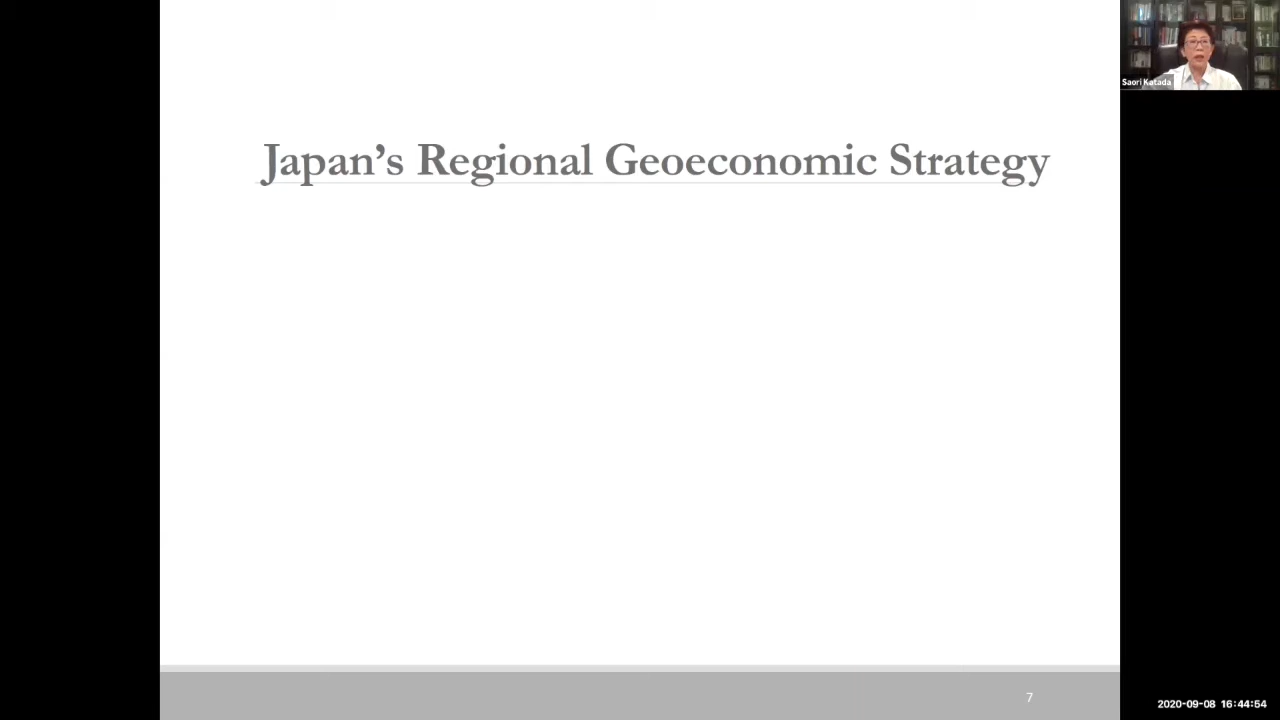 Japan’s Regional Geoeconomic Strategy
Saori Katada
7
2020-09-08 16:44:54